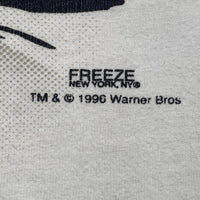 FREEZE
NEW YORK, NY®
TM & © 1996 Warner Bros